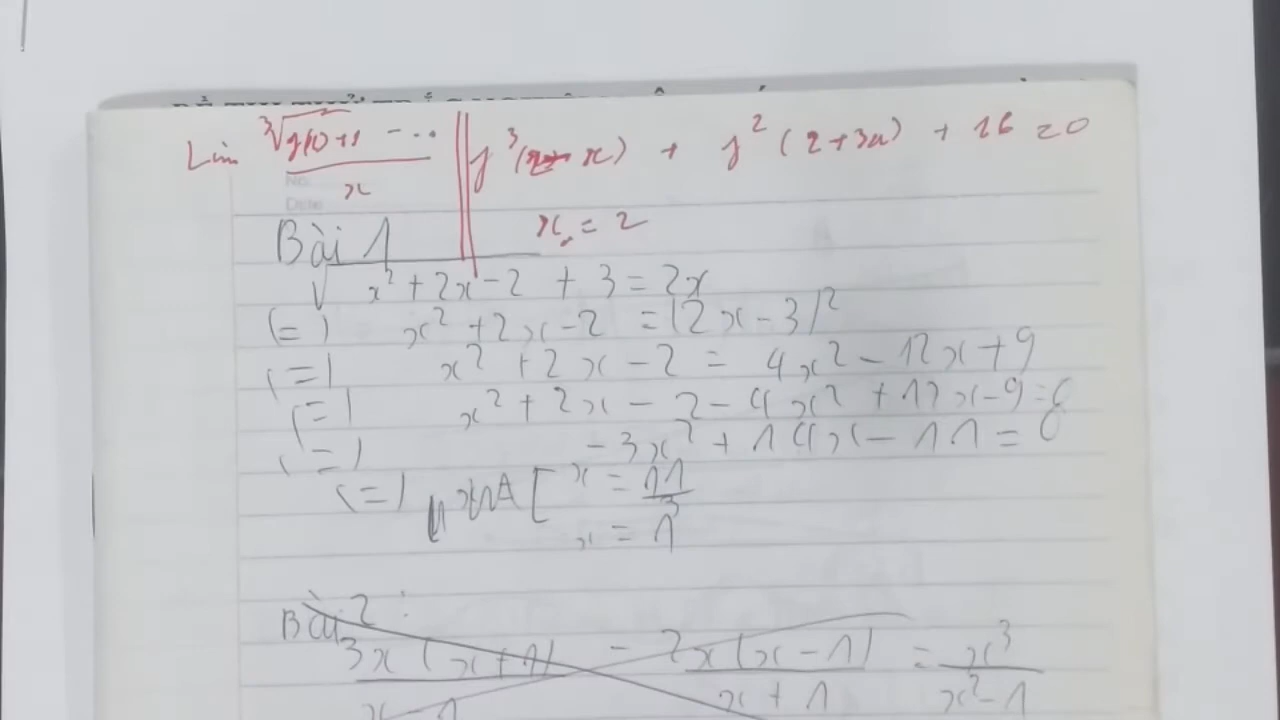 Lim ∛(g(x)+1) - ... / x
y³( x) + y²(2+3x) + 16 = 0
x = 2
Bài 1
√x²+2x-2 + 3 = 2x
(=) x²+2x-2 = (2x-3)²
(=) x²+2x-2 = 4x²-12x+9
(=) x²+2x-2-4x²+12x-9=0
(=) -3x²+14x-11=0
(=) [ x = 11/3
x = 1
Bài 2 :
3x(x+1) / x-1 - 2x(x-1) / x+1 = x³ / x²-1